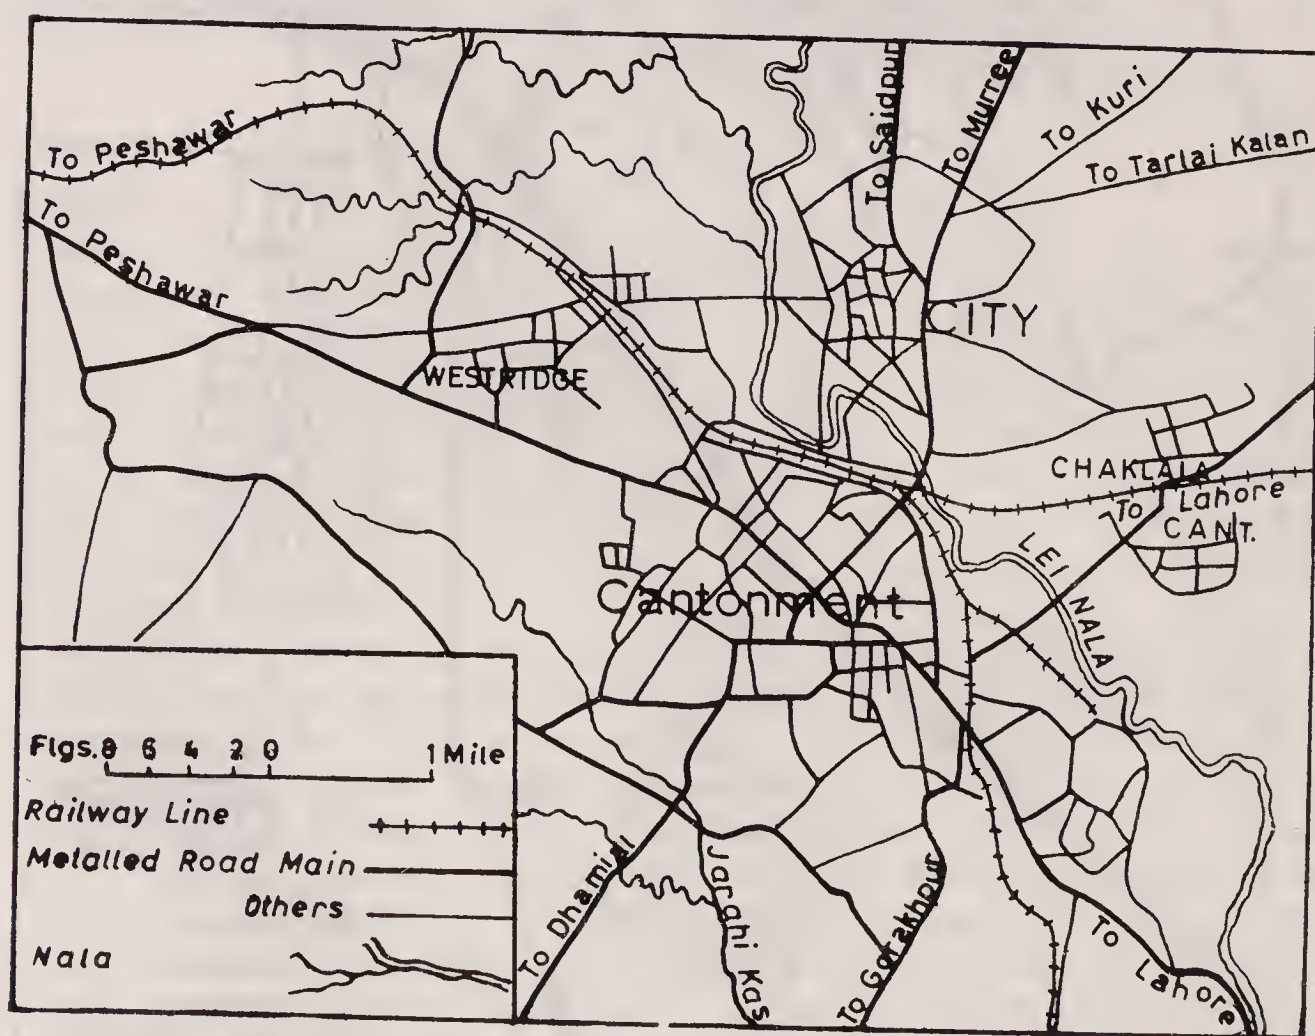 To Peshawar
To Peshawar
To Saidpur
To Murree
To Kuri
To Tarlai Kalan
CITY
WESTRIDGE
CHAKLALA
To Lahore
CANT.
LEI NALA
Cantonment
Flgs. 8 6 4 2 0 1 Mile
Railway Line
Metalled Road Main
Others
Nala
To Dhamial
Jarahi Kas
To Gorakhpur
To Lahore